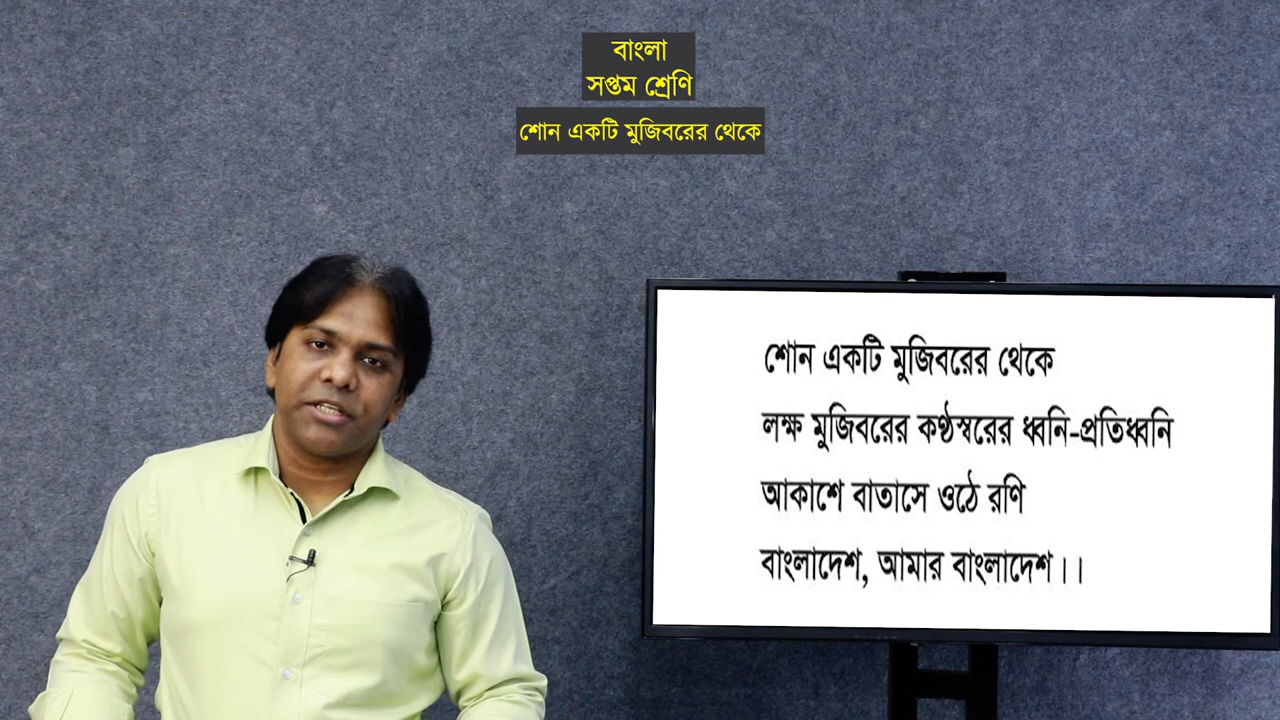 বাংলা
সপ্তম শ্রেণি
শোন একটি মুজিবরের থেকে
শোন একটি মুজিবরের থেকে
লক্ষ মুজিবরের কণ্ঠস্বরের ধ্বনি-প্রতিধ্বনি
আকাশে বাতাসে ওঠে রণি
বাংলাদেশ, আমার বাংলাদেশ।।